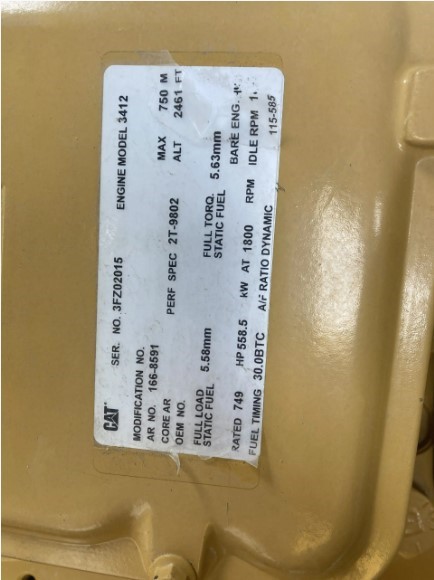 CAT SER. NO. 3FZ02015 ENGINE MODEL 3412
MODIFICATION NO.
AR NO. 166-8591 MAX 750 M
CORE AR PERF SPEC 2T-9802 ALT 2461 FT
OEM NO.
FULL LOAD FULL TORQ.
STATIC FUEL 5.58mm STATIC FUEL 5.63mm
BARE ENG.
RATED 749 HP 558.5 kW AT 1800 RPM IDLE RPM
FUEL TIMING 30.0BTC A/F RATIO DYNAMIC 115-585